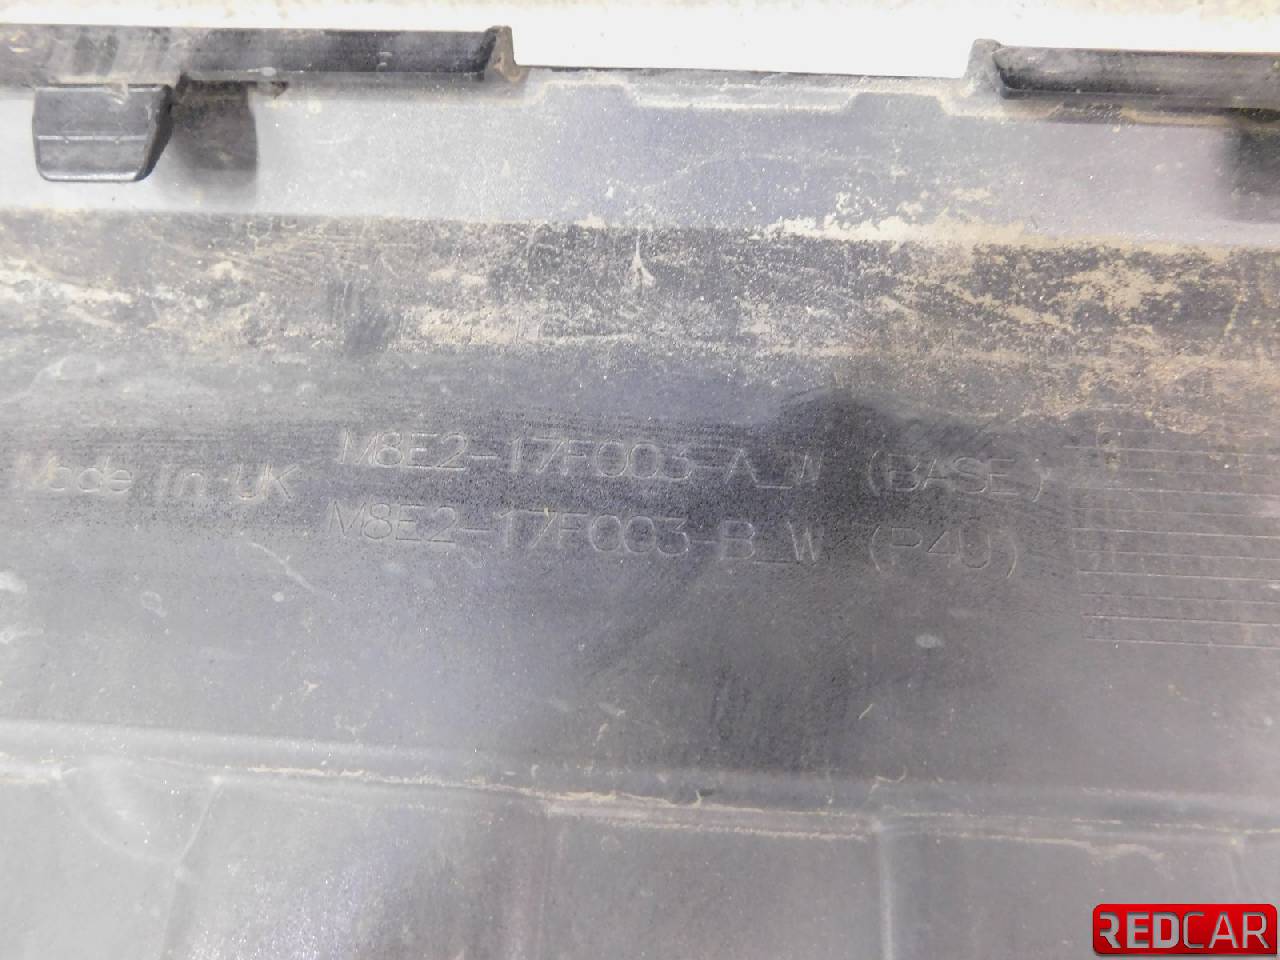 Made in UK
M8E2-17F003-A_W (BASE)
M8E2-17F003-B_W (P4U)
REDCAR